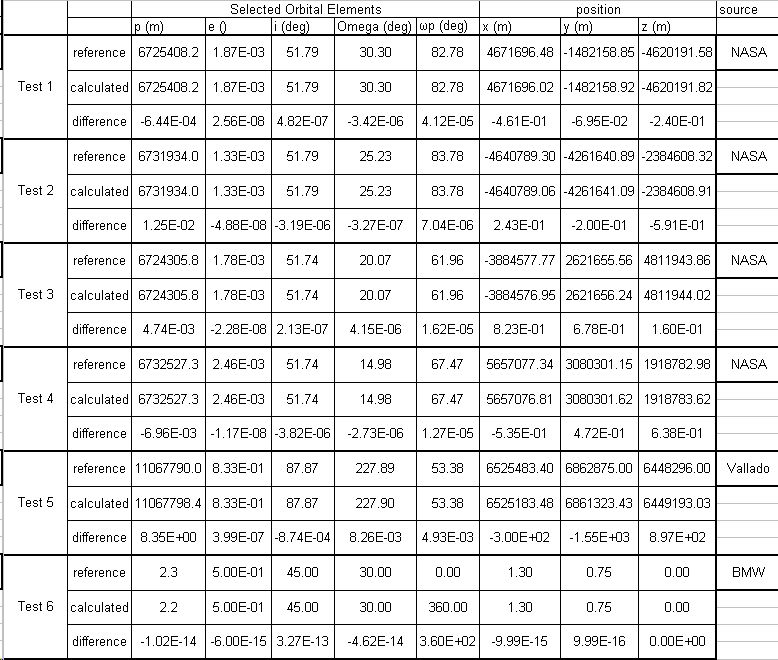 Selected Orbital Elements position source
p (m) e () i (deg) Omega (deg) ωp (deg) x (m) y (m) z (m)
reference 6725408.2 1.87E-03 51.79 30.30 82.78 4671696.48 -1482158.85 -4620191.58 NASA
Test 1 calculated 6725408.2 1.87E-03 51.79 30.30 82.78 4671696.02 -1482158.92 -4620191.82
difference -6.44E-04 2.56E-08 4.82E-07 -3.42E-06 4.12E-05 -4.61E-01 -6.95E-02 -2.40E-01
reference 6731934.0 1.33E-03 51.79 25.23 83.78 -4640789.30 -4261640.89 -2384608.32 NASA
Test 2 calculated 6731934.0 1.33E-03 51.79 25.23 83.78 -4640789.06 -4261641.09 -2384608.91
difference 1.25E-02 -4.88E-08 -3.19E-06 -3.27E-07 7.04E-06 2.43E-01 -2.00E-01 -5.91E-01
reference 6724305.8 1.78E-03 51.74 20.07 61.96 -3884577.77 2621655.56 4811943.86 NASA
Test 3 calculated 6724305.8 1.78E-03 51.74 20.07 61.96 -3884576.95 2621656.24 4811944.02
difference 4.74E-03 -2.28E-08 2.13E-07 4.15E-06 1.62E-05 8.23E-01 6.78E-01 1.60E-01
reference 6732527.3 2.46E-03 51.74 14.98 67.47 5657077.34 3080301.15 1918782.98 NASA
Test 4 calculated 6732527.3 2.46E-03 51.74 14.98 67.47 5657076.81 3080301.62 1918783.62
difference -6.96E-03 -1.17E-08 -3.82E-06 -2.73E-06 1.27E-05 -5.35E-01 4.72E-01 6.38E-01
reference 11067790.0 8.33E-01 87.87 227.89 53.38 6525483.40 6862875.00 6448296.00 Vallado
Test 5 calculated 11067798.4 8.33E-01 87.87 227.90 53.38 6525183.48 6861323.43 6449193.03
difference 8.35E+00 3.99E-07 -8.74E-04 8.26E-03 4.93E-03 -3.00E+02 -1.55E+03 8.97E+02
reference 2.3 5.00E-01 45.00 30.00 0.00 1.30 0.75 0.00 BMW
Test 6 calculated 2.2 5.00E-01 45.00 30.00 360.00 1.30 0.75 0.00
difference -1.02E-14 -6.00E-15 3.27E-13 -4.62E-14 3.60E+02 -9.99E-15 9.99E-16 0.00E+00